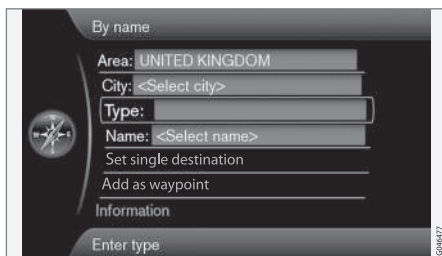 By name
Area: UNITED KINGDOM
City: <Select city>
Type:
Name: <Select name>
Set single destination
Add as waypoint
Information
Enter type
G046477